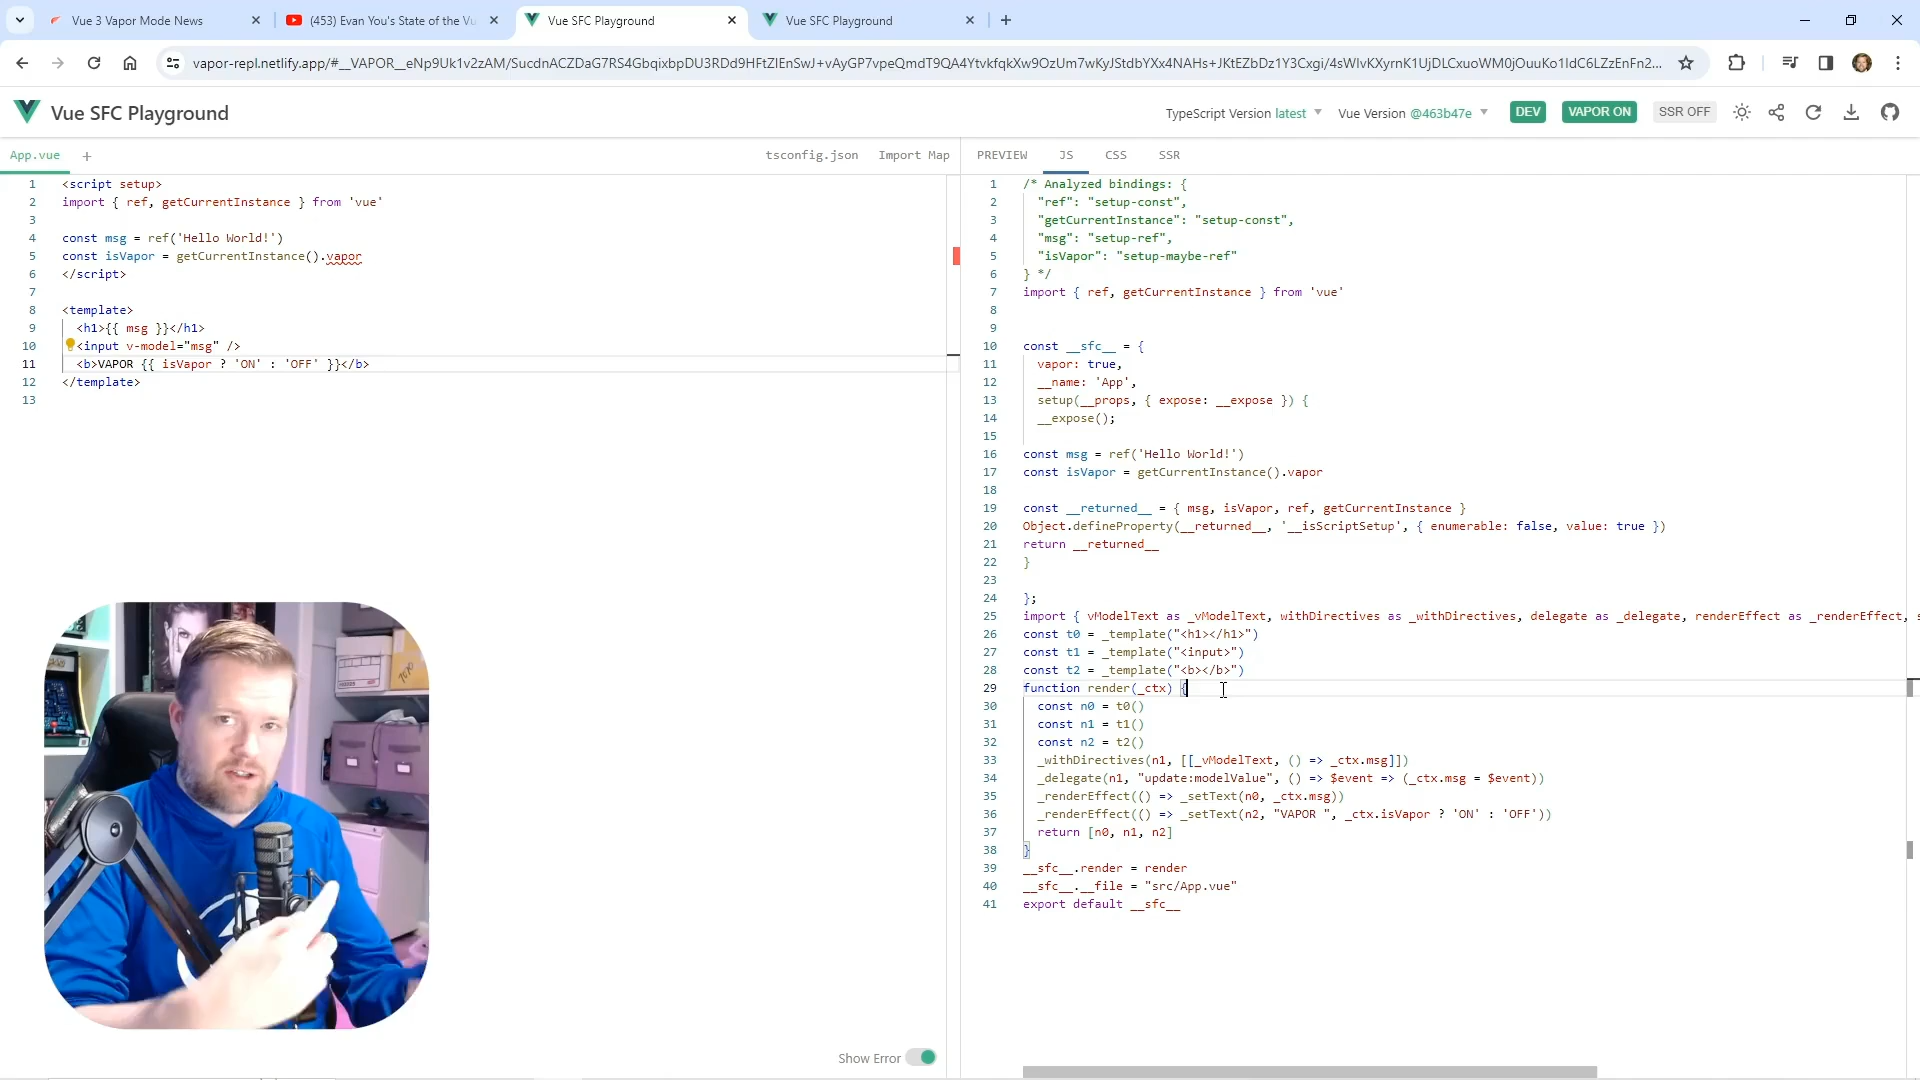 Vue 3 Vapor Mode News
(453) Evan You's State of the Vu
Vue SFC Playground
Vue SFC Playground
vapor-repl.netlify.app/#__VAPOR__eNp9Uk1v2zAM/SucdnACZDaG7RS4GbqixbpDU3RDd9HFtZIEnSwJ+vAyGP7vpeQmdT9QA4YtvkfqkXw9OzUm7wKyJStdbYXx4NAHs+JKtEZbDz1Y3Cxgi/4sWIvKXyrnK1UjDLCxuoWM0jOuuKo1IdC6LZzEnFn2...
Vue SFC Playground
TypeScript Version latest
Vue Version @463b47e
DEV
VAPOR ON
SSR OFF
App.vue
+
tsconfig.json
Import Map
1 <script setup>
2 import { ref, getCurrentInstance } from 'vue'
3
4 const msg = ref('Hello World!')
5 const isVapor = getCurrentInstance().vapor
6 </script>
7
8 <template>
9 <h1>{{ msg }}</h1>
10 <input v-model="msg" />
11 <b>VAPOR {{ isVapor ? 'ON' : 'OFF' }}</b>
12 </template>
13
Show Error
PREVIEW
JS
CSS
SSR
1 /* Analyzed bindings: {
2 "ref": "setup-const",
3 "getCurrentInstance": "setup-const",
4 "msg": "setup-ref",
5 "isVapor": "setup-maybe-ref"
6 } */
7 import { ref, getCurrentInstance } from 'vue'
8
9
10 const __sfc__ = {
11 vapor: true,
12 __name: 'App',
13 setup(__props, { expose: __expose }) {
14 __expose();
15
16 const msg = ref('Hello World!')
17 const isVapor = getCurrentInstance().vapor
18
19 const __returned__ = { msg, isVapor, ref, getCurrentInstance }
20 Object.defineProperty(__returned__, '__isScriptSetup', { enumerable: false, value: true })
21 return __returned__
22 }
23
24 };
25 import { vModelText as _vModelText, withDirectives as _withDirectives, delegate as _delegate, renderEffect as _renderEffect, s
26 const t0 = _template("<h1></h1>")
27 const t1 = _template("<input>")
28 const t2 = _template("<b></b>")
29 function render(_ctx) {
30 const n0 = t0()
31 const n1 = t1()
32 const n2 = t2()
33 _withDirectives(n1, [[_vModelText, () => _ctx.msg]])
34 _delegate(n1, "update:modelValue", () => $event => (_ctx.msg = $event))
35 _renderEffect(() => _setText(n0, _ctx.msg))
36 _renderEffect(() => _setText(n2, "VAPOR ", _ctx.isVapor ? 'ON' : 'OFF'))
37 return [n0, n1, n2]
38 }
39 __sfc__.render = render
40 __sfc__.__file = "src/App.vue"
41 export default __sfc__